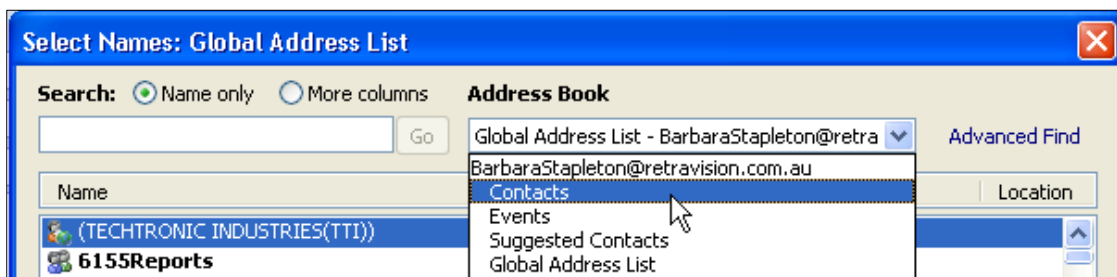 Select Names: Global Address List
Search: Name only More columns Address Book
Go Global Address List - BarbaraStapleton@retra Advanced Find
BarbaraStapleton@retravision.com.au
Name Contacts Location
Events
(TECHTRONIC INDUSTRIES(TTI)) Suggested Contacts
6155Reports Global Address List